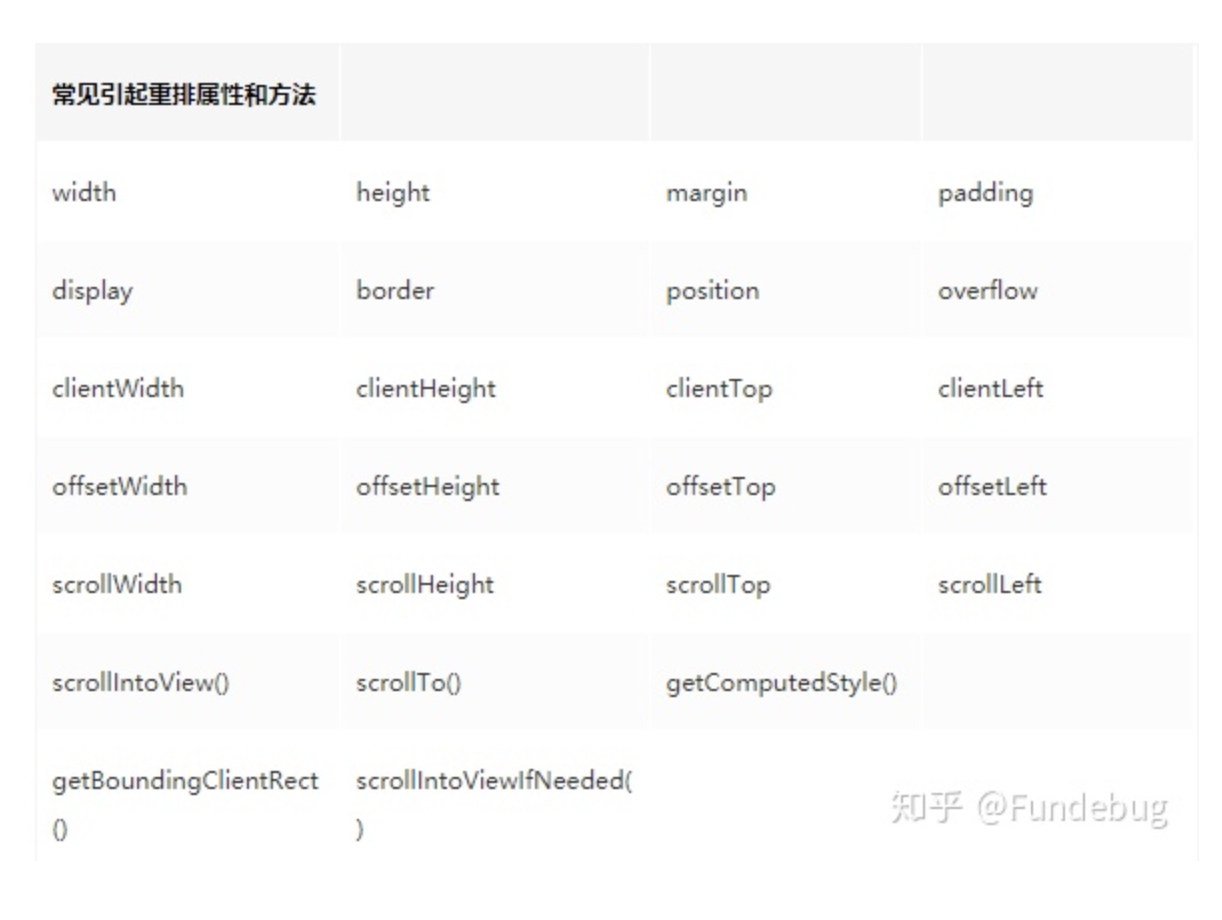 常见引起重排属性和方法
width height margin padding
display border position overflow
clientWidth clientHeight clientTop clientLeft
offsetWidth offsetHeight offsetTop offsetLeft
scrollWidth scrollHeight scrollTop scrollLeft
scrollIntoView() scrollTo() getComputedStyle()
getBoundingClientRect scrollIntoViewIfNeeded(
() )
知乎 @Fundebug